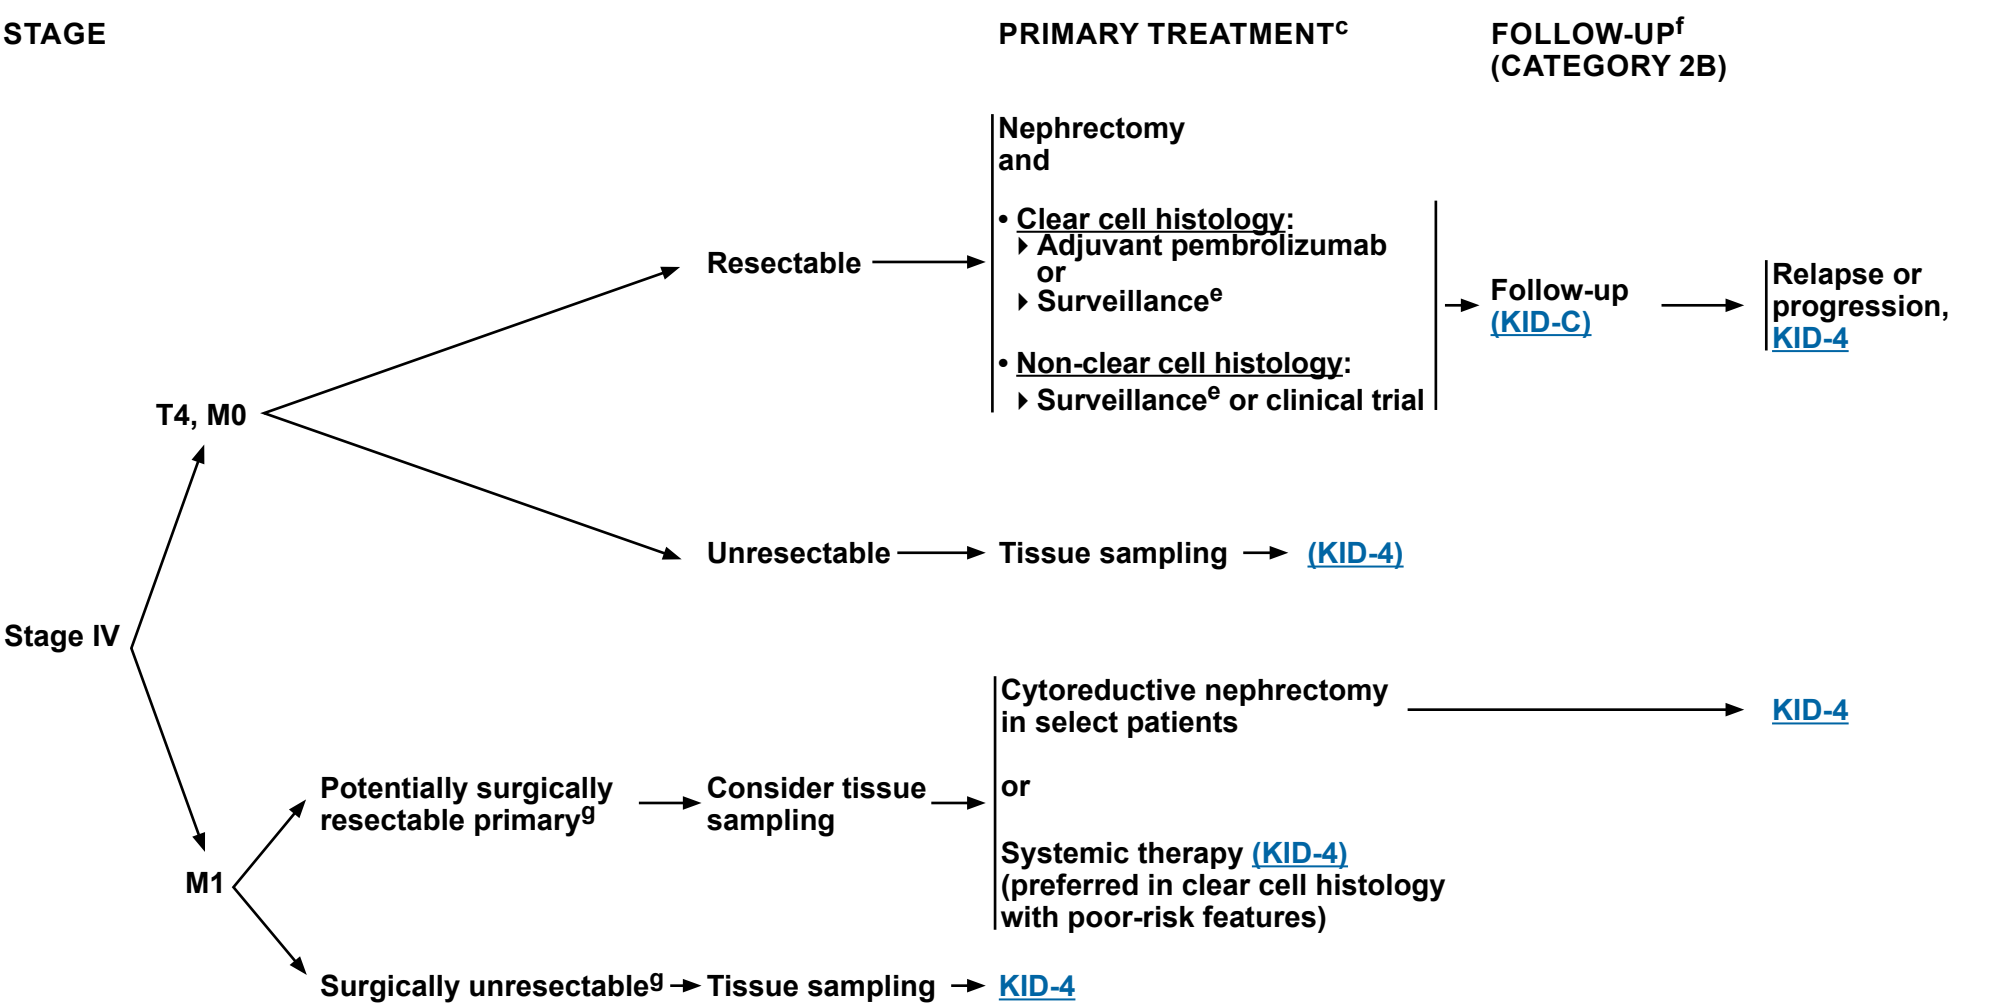 STAGE
PRIMARY TREATMENTc
FOLLOW-UPf
(CATEGORY 2B)
Nephrectomy
and
• Clear cell histology:
Adjuvant pembrolizumab
or
Surveillancee
• Non-clear cell histology:
Surveillancee or clinical trial
Resectable
Follow-up
(KID-C)
Relapse or
progression,
KID-4
T4, M0
Unresectable
Tissue sampling
(KID-4)
Stage IV
Cytoreductive nephrectomy
in select patients
KID-4
or
Systemic therapy (KID-4)
(preferred in clear cell histology
with poor-risk features)
Potentially surgically
resectable primaryg
Consider tissue
sampling
M1
Surgically unresectableg
Tissue sampling
KID-4